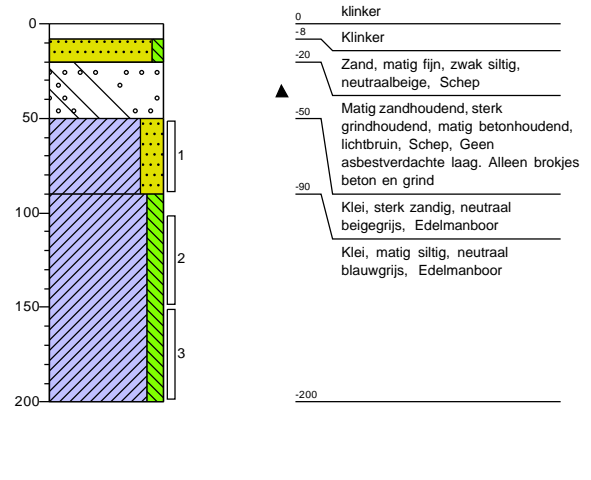 0
50
100
150
200
1
2
3
klinker
0
-8
Klinker
-20
Zand, matig fijn, zwak siltig,
neutraalbeige, Schep
-50
Matig zandhoudend, sterk
grindhoudend, matig betonhoudend,
lichtbruin, Schep, Geen
asbestverdachte laag. Alleen brokjes
beton en grind
-90
Klei, sterk zandig, neutraal
beigegrijs, Edelmanboor
Klei, matig siltig, neutraal
blauwgrijs, Edelmanboor
-200